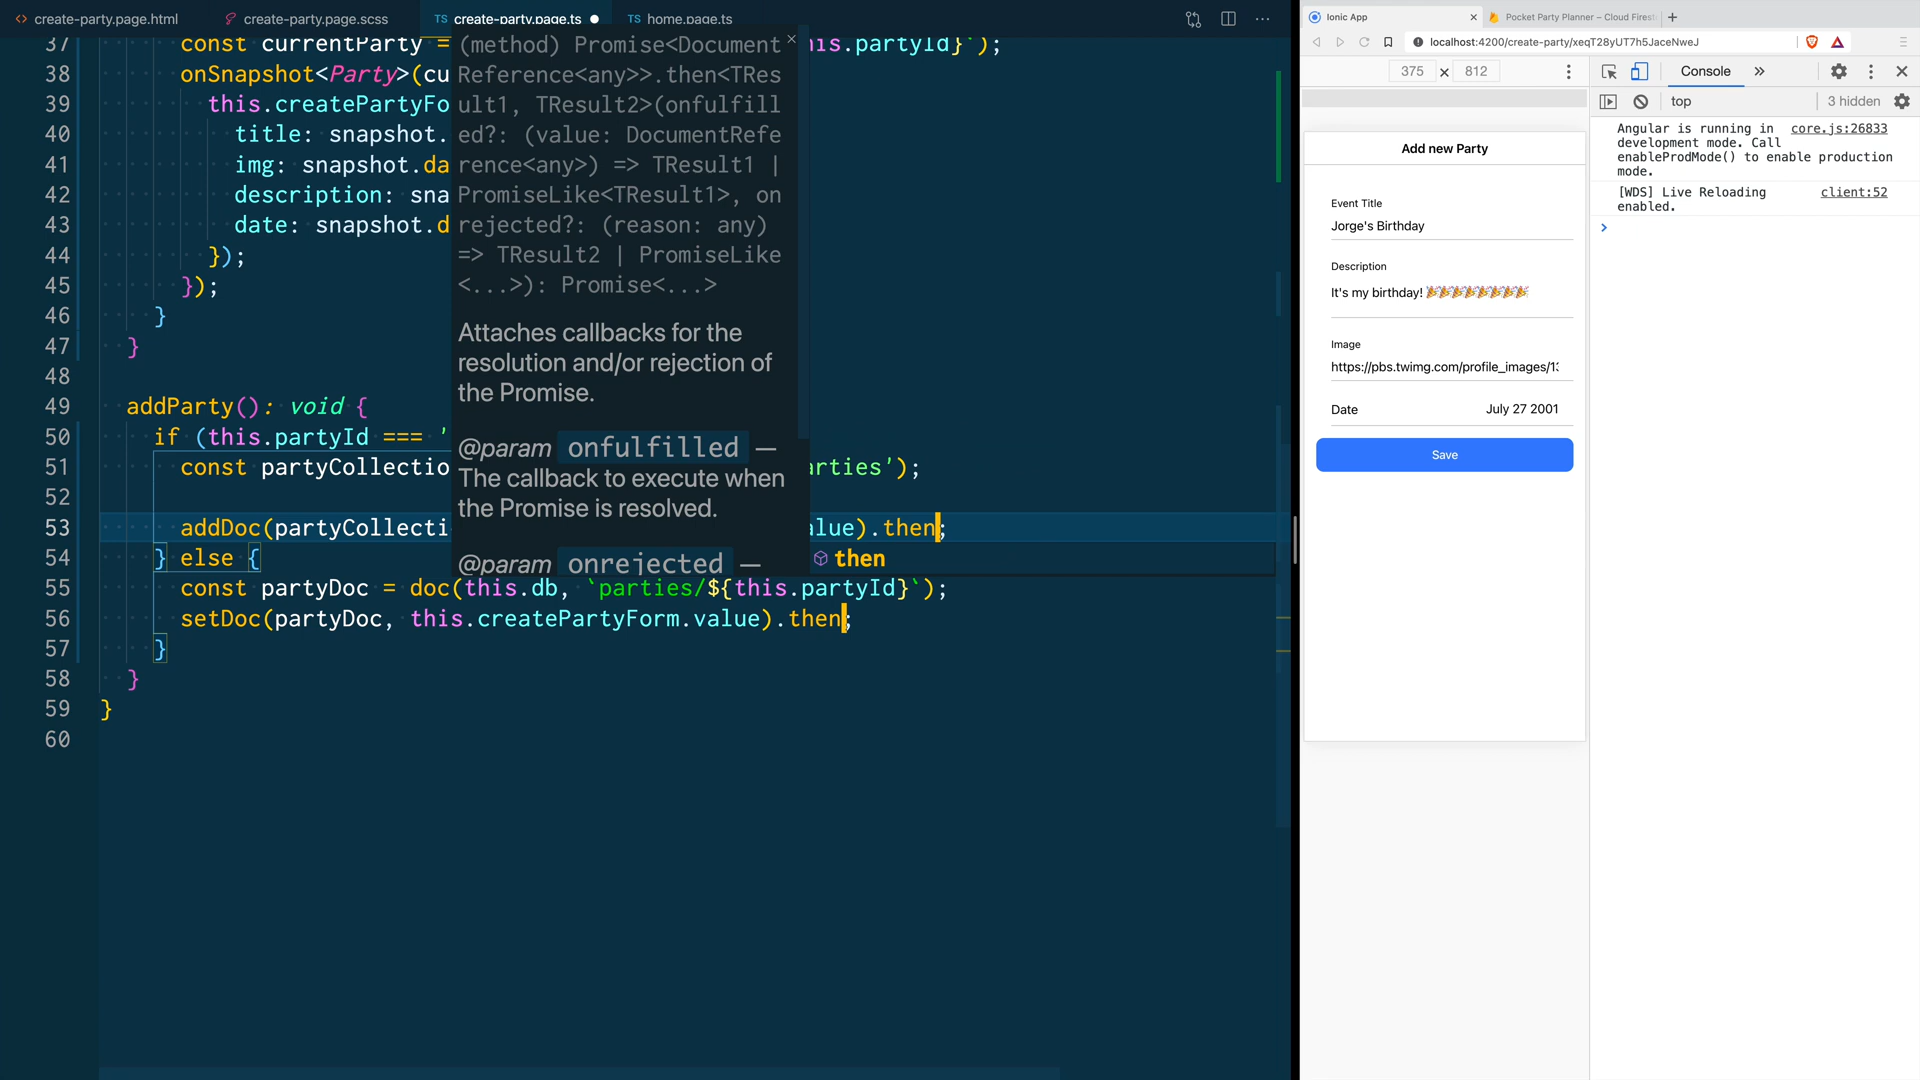 create-party.page.html
create-party.page.scss
TS create-party.page.ts
TS home.page.ts
37 const currentParty = his.partyId}`);
38 onSnapshot<Party>(cu
39 this.createPartyFo
40 title: snapshot.
41 img: snapshot.da
42 description: sna
43 date: snapshot.d
44 });
45 });
46 }
47 }
48
49 addParty(): void {
50 if (this.partyId === '
51 const partyCollectio arties');
52
53 addDoc(partyCollecti alue).then;
54 } else {
55 const partyDoc = doc(this.db, `parties/${this.partyId}`);
56 setDoc(partyDoc, this.createPartyForm.value).then;
57 }
58 }
59 }
60
(method) Promise<Document
Reference<any>>.then<TRes
ult1, TResult2>(onfulfill
ed?: (value: DocumentRefe
rence<any>) => TResult1 |
PromiseLike<TResult1>, on
rejected?: (reason: any)
=> TResult2 | PromiseLike
<...>): Promise<...>
Attaches callbacks for the
resolution and/or rejection of
the Promise.
@param onfulfilled —
The callback to execute when
the Promise is resolved.
@param onrejected —
then
Ionic App
Pocket Party Planner – Cloud Firest
localhost:4200/create-party/xeqT28yUT7h5JaceNweJ
375 × 812
Console
top
3 hidden
Add new Party
Event Title
Jorge's Birthday
Description
It's my birthday! 🎉🎉🎉🎉🎉🎉🎉🎉
Image
https://pbs.twimg.com/profile_images/13
Date July 27 2001
Save
Angular is running in core.js:26833
development mode. Call
enableProdMode() to enable production
mode.
[WDS] Live Reloading client:52
enabled.